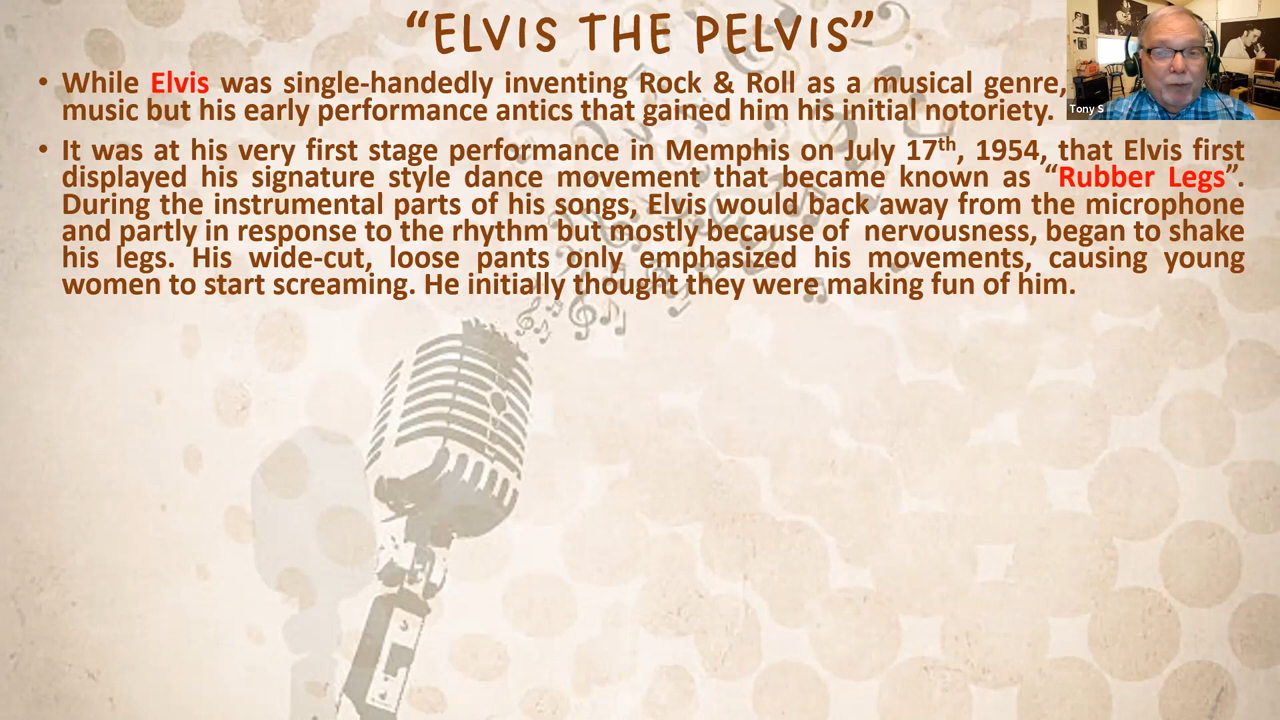 “ELVIS THE PELVIS”
• While Elvis was single-handedly inventing Rock & Roll as a musical genre,
music but his early performance antics that gained him his initial notoriety.
Tony S
• It was at his very first stage performance in Memphis on July 17th, 1954, that Elvis first
displayed his signature style dance movement that became known as “Rubber Legs”.
During the instrumental parts of his songs, Elvis would back away from the microphone
and partly in response to the rhythm but mostly because of  nervousness, began to shake
his legs. His wide-cut, loose pants only emphasized his movements, causing young
women to start screaming. He initially thought they were making fun of him.